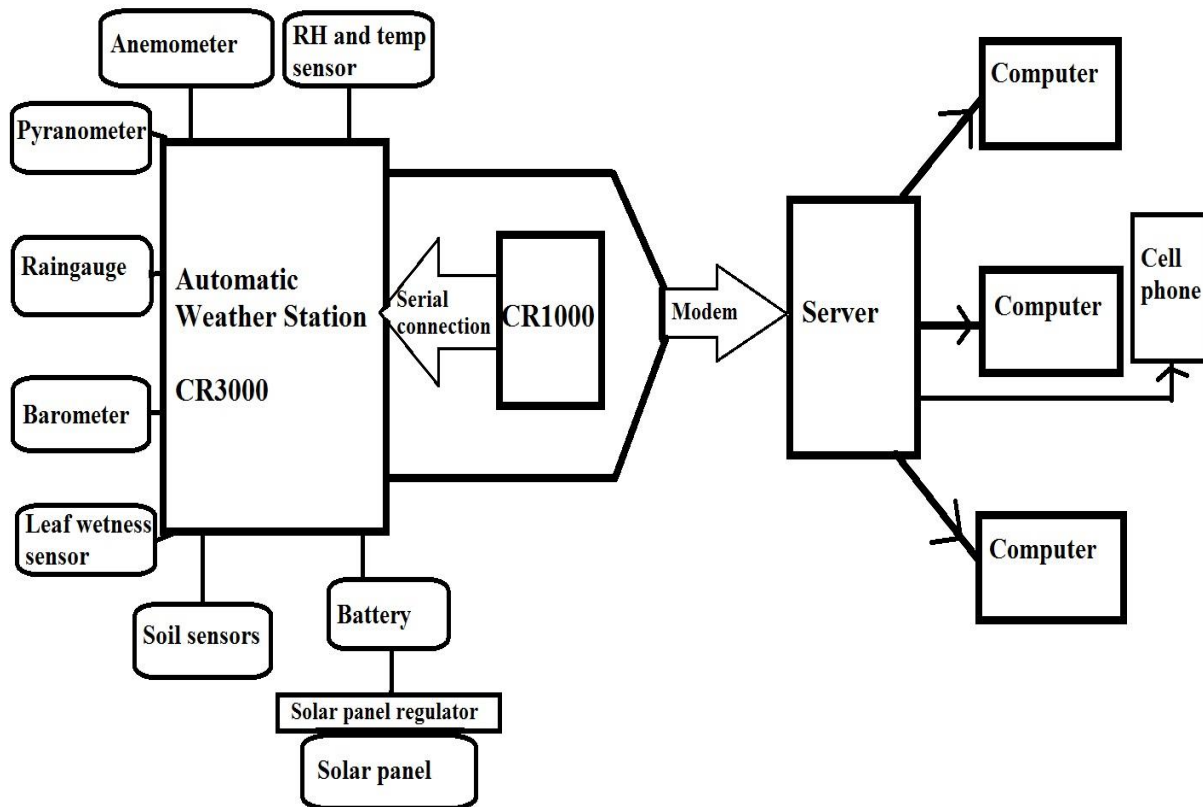 Anemometer
RH and temp
sensor
Pyranometer
Raingauge
Barometer
Leaf wetness
sensor
Soil sensors
Battery
Solar panel regulator
Solar panel
Automatic
Weather Station
CR3000
Serial
connection
CR1000
Modem
Server
Computer
Computer
Cell
phone
Computer